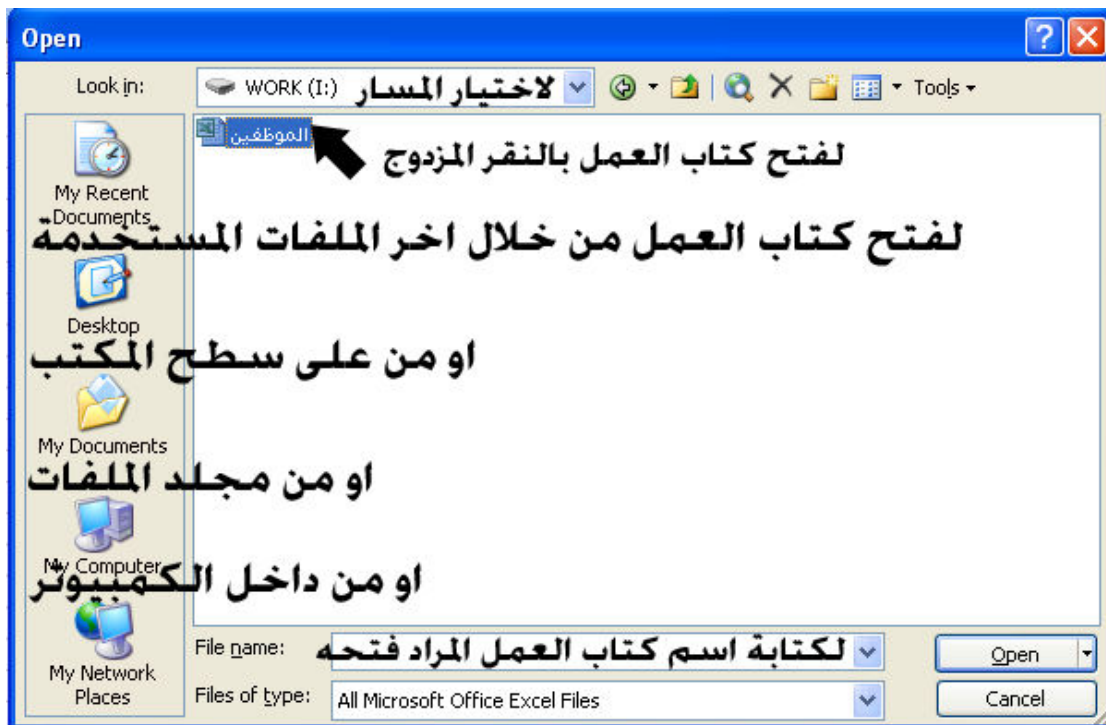 Open
Look in:
WORK (I:)
لاختيار المسار
Tools
الموظفين
لفتح كتاب العمل بالنقر المزدوج
My Recent
Documents
لفتح كتاب العمل من خلال اخر الملفات المستخدمة
Desktop
او من على سطح المكتب
My Documents
او من مجلد الملفات
My Computer
او من داخل الكمبيوتر
My Network
Places
File name:
لكتابة اسم كتاب العمل المراد فتحه
Open
Files of type:
All Microsoft Office Excel Files
Cancel